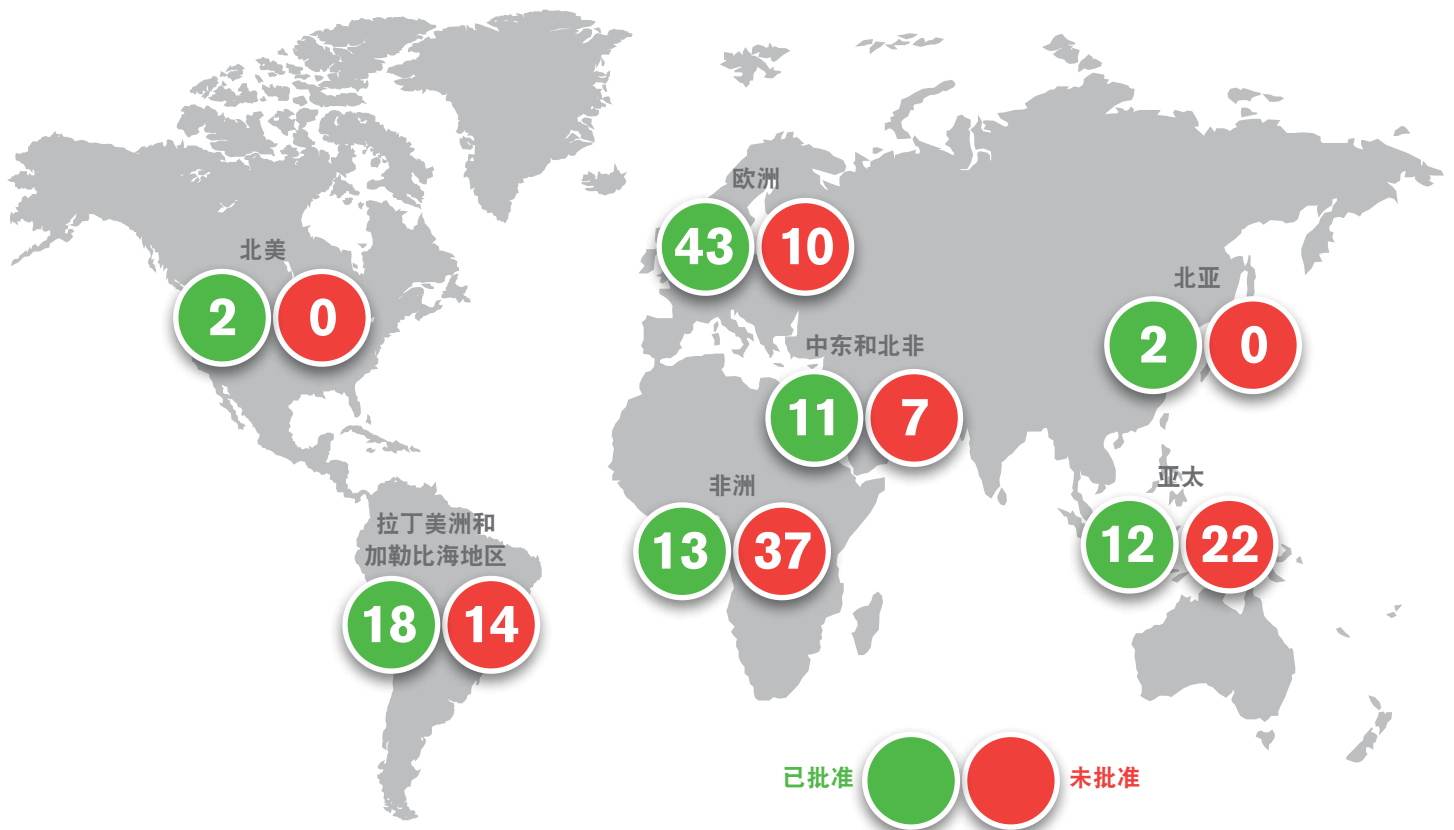 欧洲
43 10
北美
2 0
北亚
2 0
中东和北非
11 7
亚太
12 22
非洲
13 37
拉丁美洲和
加勒比海地区
18 14
已批准 未批准